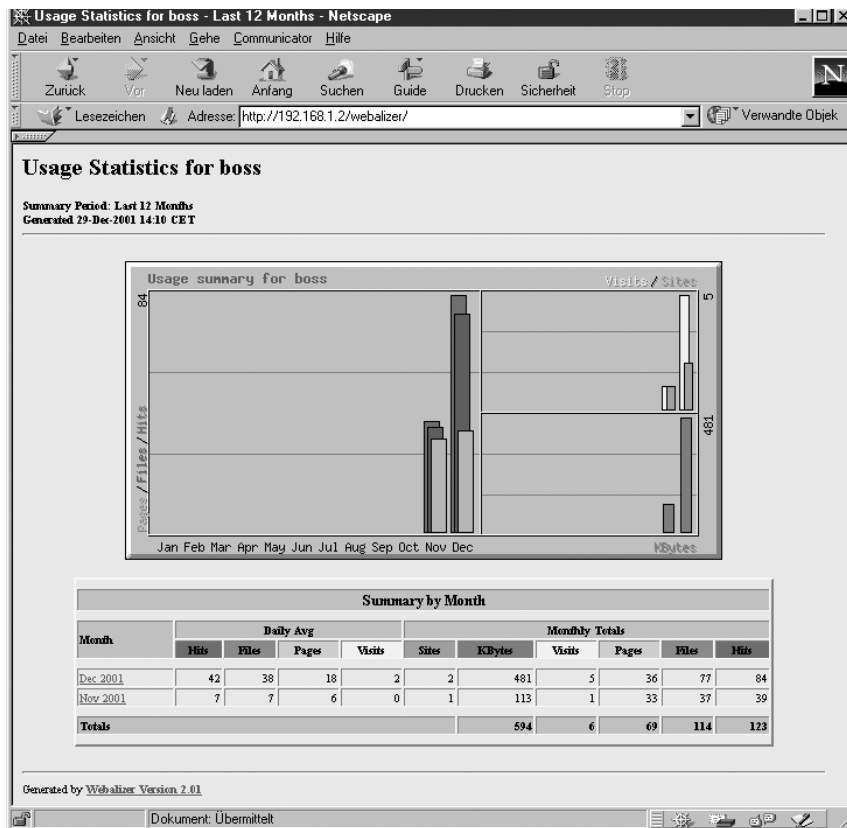 Usage Statistics for boss - Last 12 Months - Netscape
Datei Bearbeiten Ansicht Gehe Communicator Hilfe
Zurück Vor Neu laden Anfang Suchen Guide Drucken Sicherheit Stop
N
Lesezeichen Adresse: http://192.168.1.2/webalizer/ Verwandte Objek
Usage Statistics for boss
Summary Period: Last 12 Months
Generated 29-Dec-2001 14:10 CET
Usage summary for boss Visits/Sites
84 5
481
Pages/Files/Hits
Jan Feb Mar Apr May Jun Jul Aug Sep Oct Nov Dec KBytes
Summary by Month
Month Daily Avg Monthly Totals
Hits Files Pages Visits Sites KBytes Visits Pages Files Hits
Dec 2001 42 38 18 2 2 481 5 36 77 84
Nov 2001 7 7 6 0 1 113 1 33 37 39
Totals 594 6 69 114 123
Generated by Webalizer Version 2.01
Dokument: Übermittelt